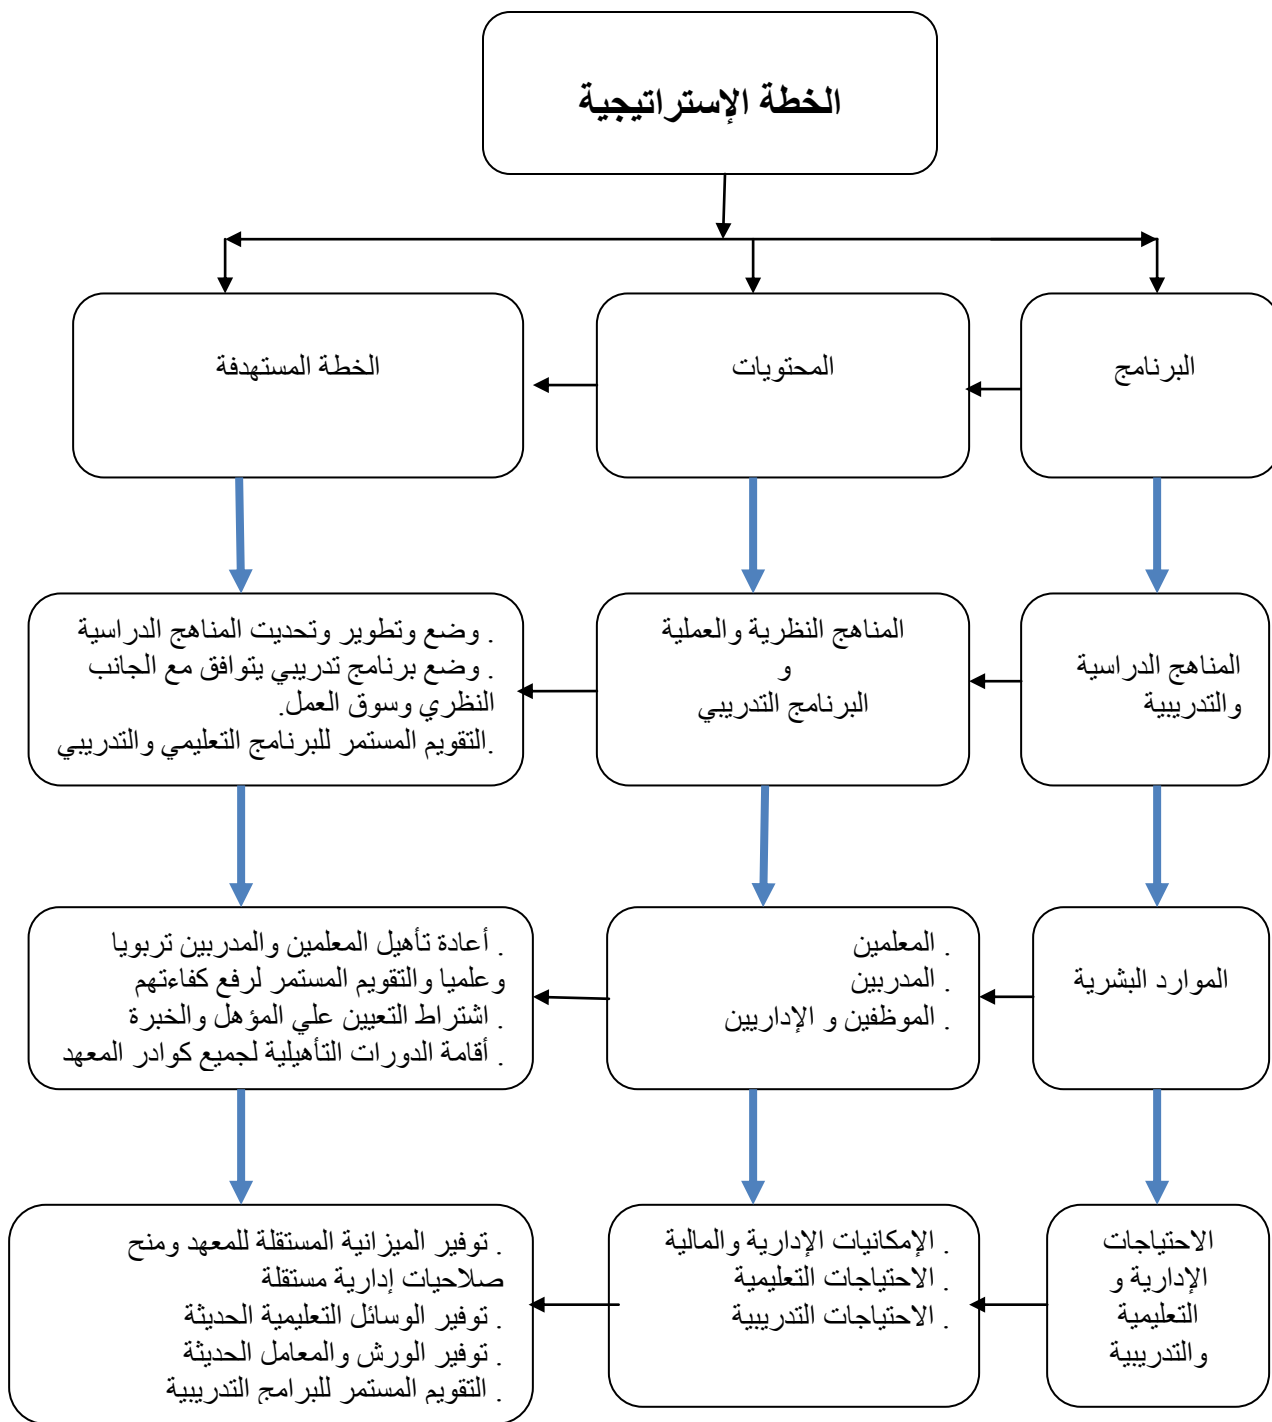 الخطة الإستراتيجية
البرنامج
المحتويات
الخطة المستهدفة
المناهج الدراسية
والتدريبية
المناهج النظرية والعملية
و
البرنامج التدريبي
. وضع وتطوير وتحديت المناهج الدراسية
. وضع برنامج تدريبي يتوافق مع الجانب
النظري وسوق العمل.
.التقويم المستمر للبرنامج التعليمي والتدريبي
الموارد البشرية
. المعلمين
. المدربين
. الموظفين و الإداريين
. أعادة تأهيل المعلمين والمدربين تربويا
وعلميا والتقويم المستمر لرفع كفاءتهم
. اشتراط التعيين علي المؤهل والخبرة
. أقامة الدورات التأهيلية لجميع كوادر المعهد
الاحتياجات
الإدارية و
التعليمية
والتدريبية
. الإمكانيات الإدارية والمالية
. الاحتياجات التعليمية
. الاحتياجات التدريبية
. توفير الميزانية المستقلة للمعهد ومنح
صلاحيات إدارية مستقلة
. توفير الوسائل التعليمية الحديثة
. توفير الورش والمعامل الحديثة
. التقويم المستمر للبرامج التدريبية